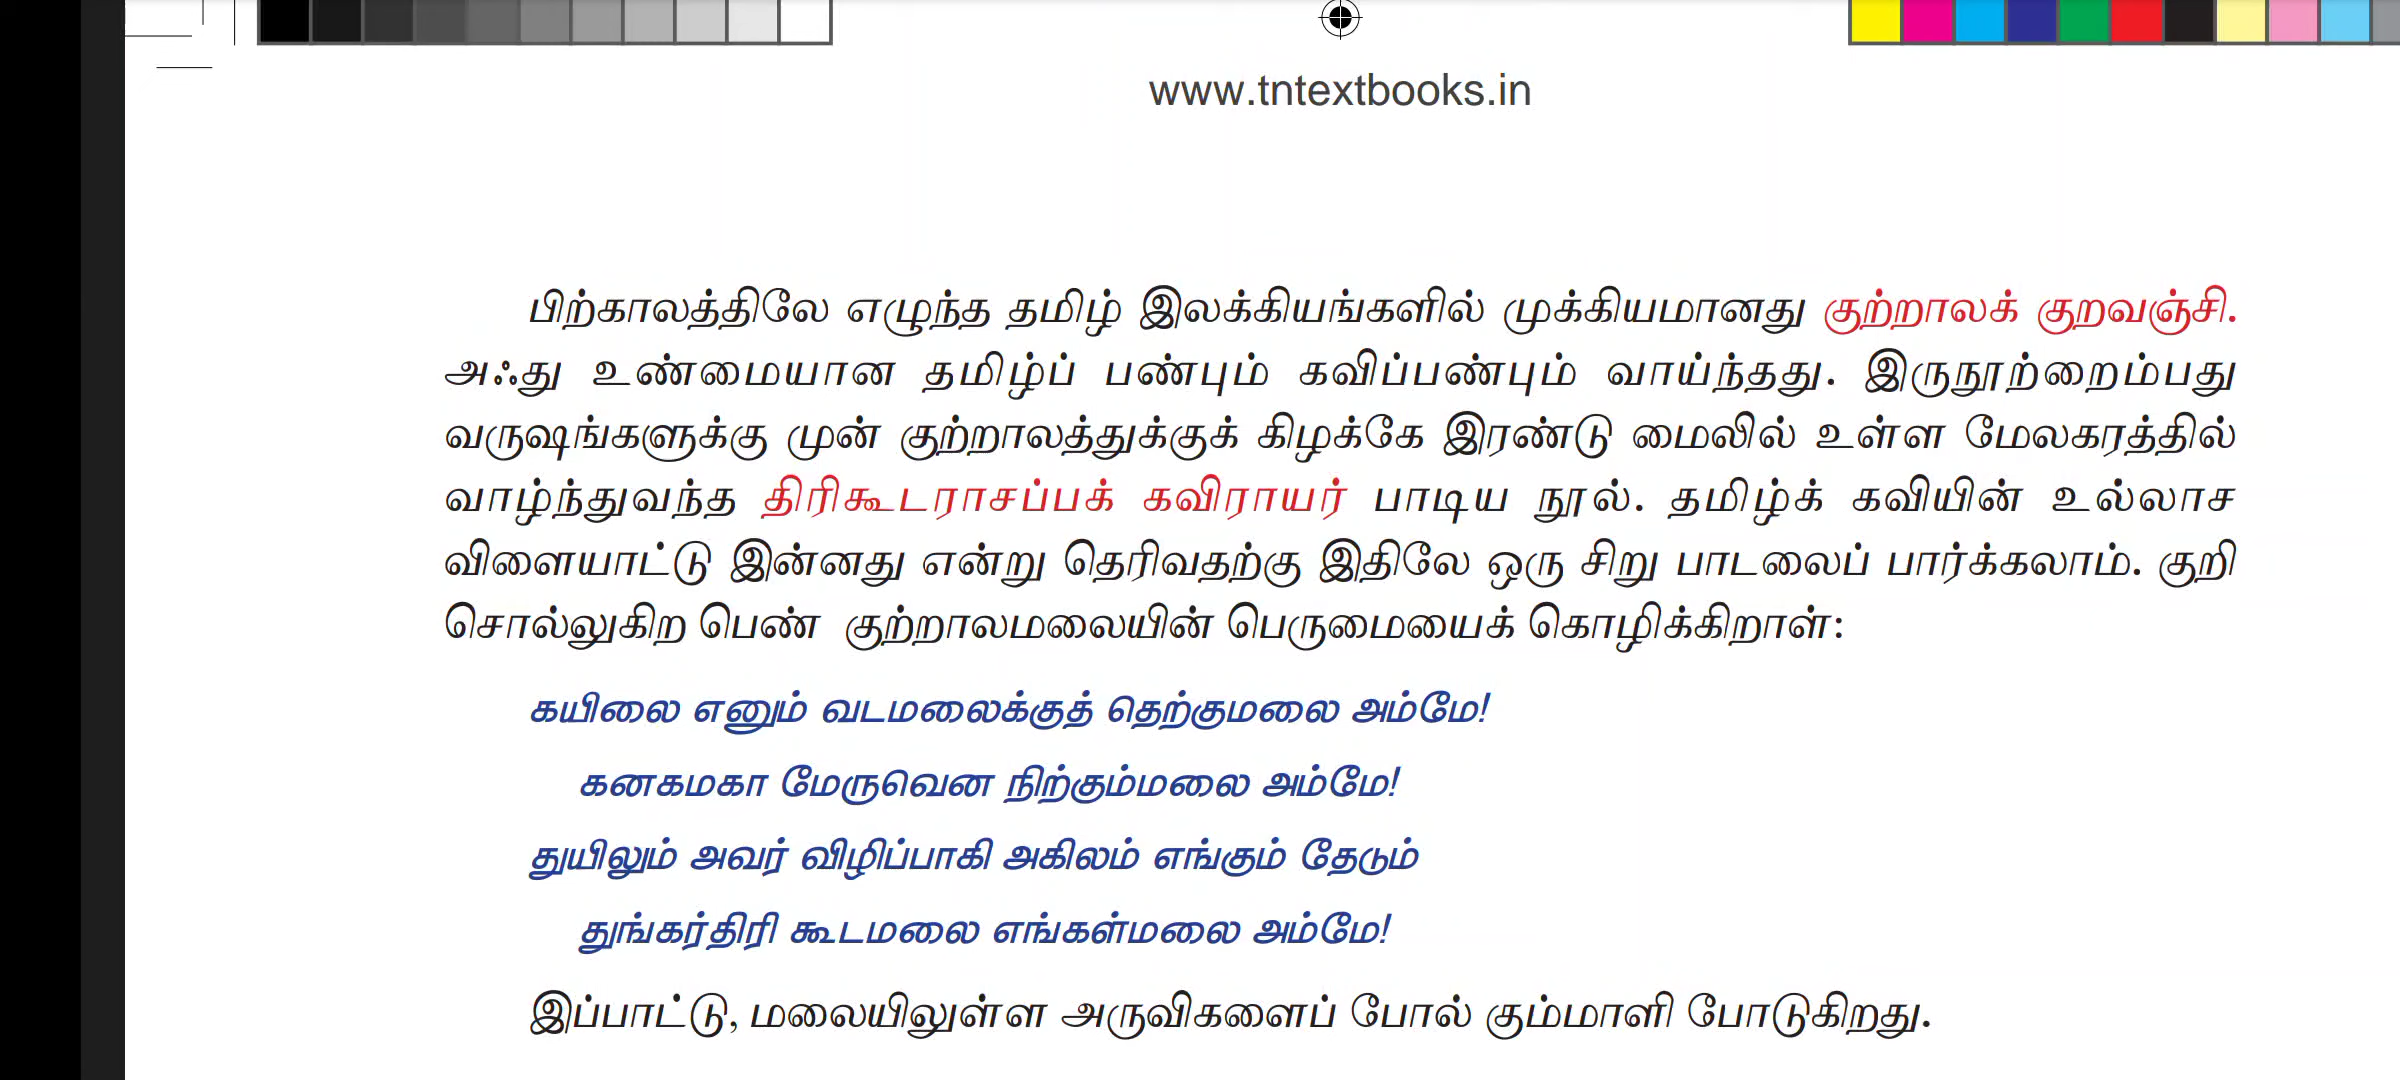 www.tntextbooks.in
பிற்காலத்திலே எழுந்த தமிழ் இலக்கியங்களில் முக்கியமானது குற்றாலக் குறவஞ்சி.
அஃது உண்மையான தமிழ்ப் பண்பும் கவிப்பண்பும் வாய்ந்தது. இருநூற்றைம்பது
வருஷங்களுக்கு முன் குற்றாலத்துக்குக் கிழக்கே இரண்டு மைலில் உள்ள மேலகரத்தில்
வாழ்ந்துவந்த திரிகூடராசப்பக் கவிராயர் பாடிய நூல். தமிழ்க் கவியின் உல்லாச
விளையாட்டு இன்னது என்று தெரிவதற்கு இதிலே ஒரு சிறு பாடலைப் பார்க்கலாம். குறி
சொல்லுகிற பெண் குற்றாலமலையின் பெருமையைக் கொழிக்கிறாள்:
கயிலை எனும் வடமலைக்குத் தெற்குமலை அம்மே!
கனகமகா மேருவென நிற்கும்மலை அம்மே!
துயிலும் அவர் விழிப்பாகி அகிலம் எங்கும் தேடும்
துங்கர்திரி கூடமலை எங்கள்மலை அம்மே!
இப்பாட்டு, மலையிலுள்ள அருவிகளைப் போல் கும்மாளி போடுகிறது.